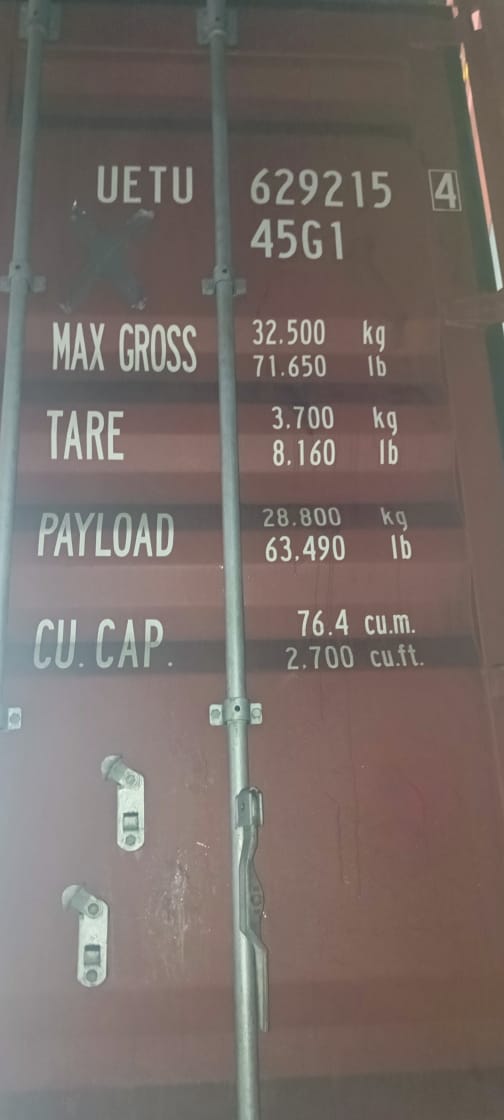 UETU 629215 4
45G1
MAX GROSS 32.500 kg
71.650 lb
TARE 3.700 kg
8.160 lb
PAYLOAD 28.800 kg
63.490 lb
CU. CAP. 76.4 cu.m.
2.700 cu.ft.